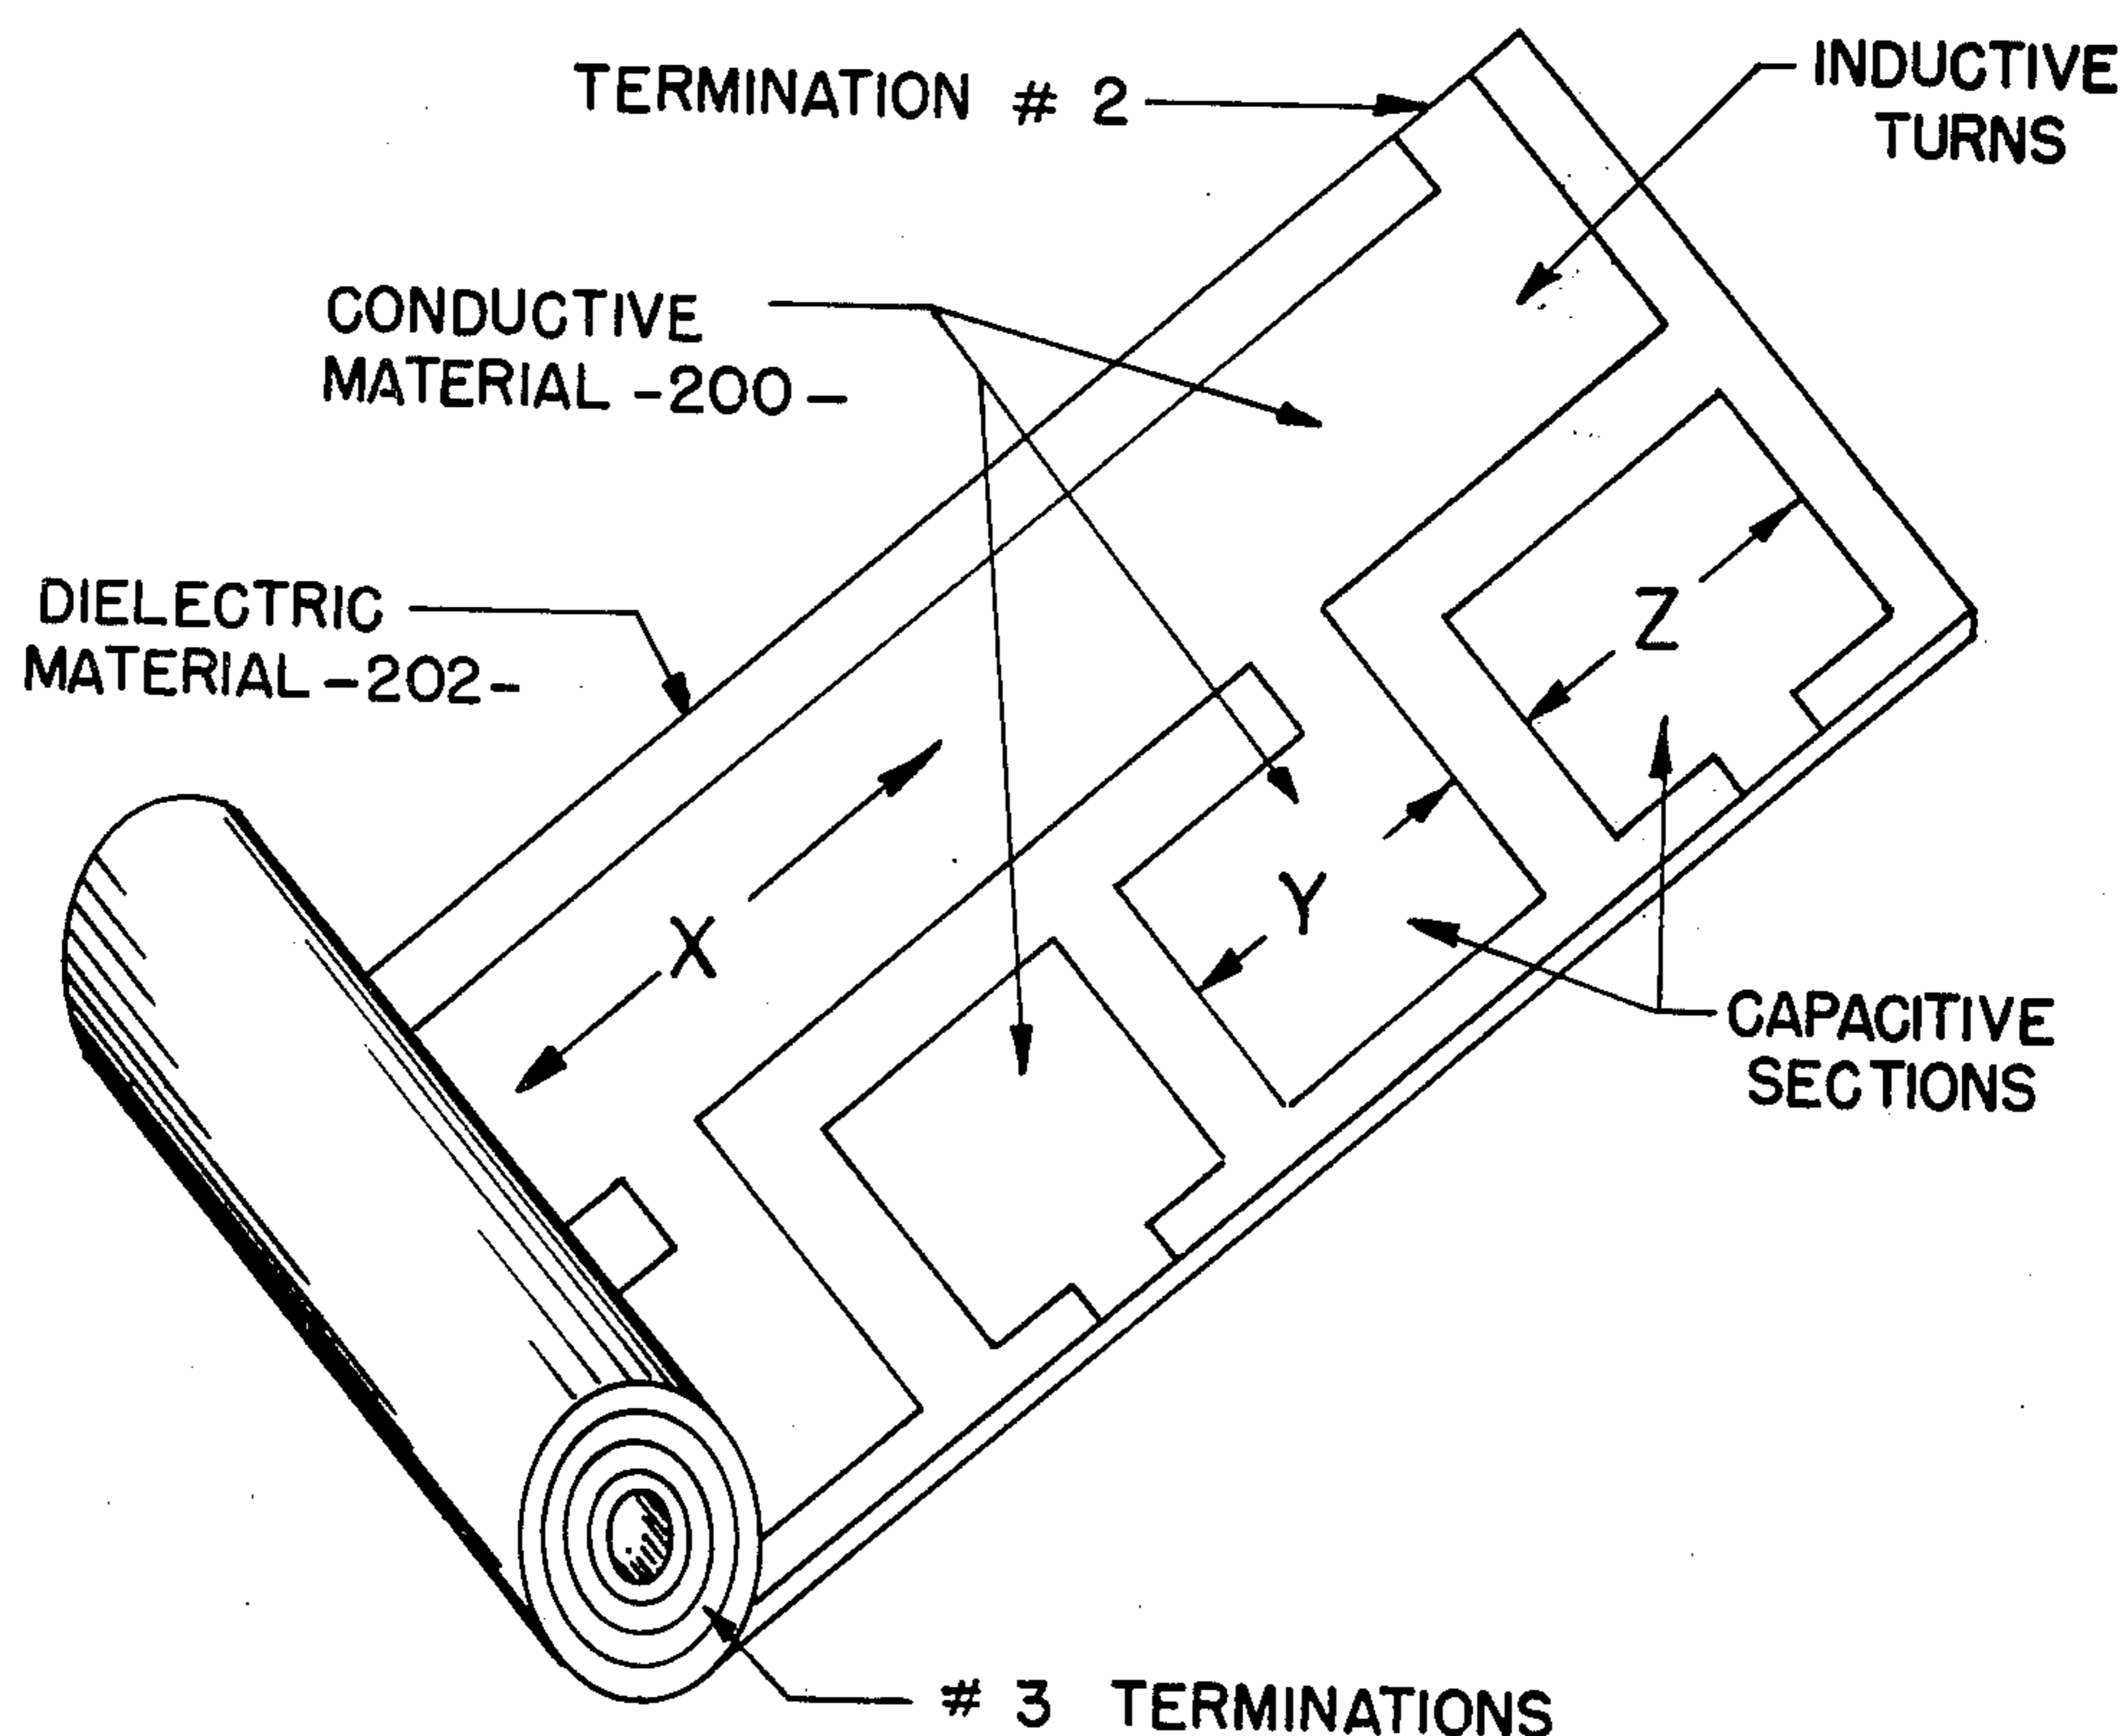 TERMINATION # 2
INDUCTIVE
TURNS
CONDUCTIVE
MATERIAL -200-
DIELECTRIC
MATERIAL -202-
Z
X
Y
CAPACITIVE
SECTIONS
# 3 TERMINATIONS